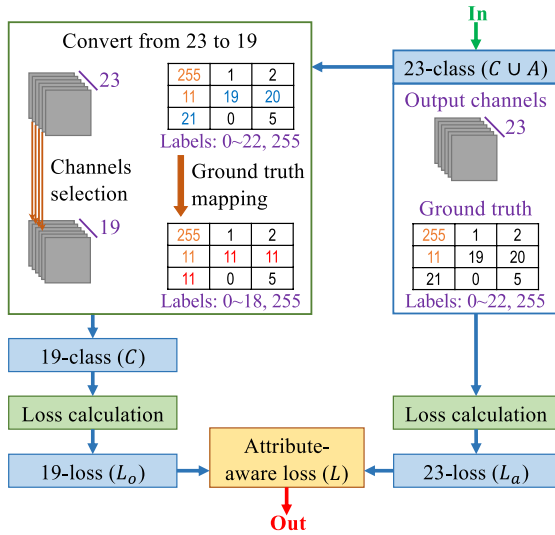 In
23-class (C ∪ A)
Output channels
23
Ground truth
255 1 2
11 19 20
21 0 5
Labels: 0~22, 255
Convert from 23 to 19
23
Channels
selection
19
255 1 2
11 19 20
21 0 5
Labels: 0~22, 255
Ground truth
mapping
255 1 2
11 11 11
11 0 5
Labels: 0~18, 255
19-class (C)
Loss calculation
19-loss (Lₒ)
Loss calculation
23-loss (Lₐ)
Attribute-
aware loss (L)
Out